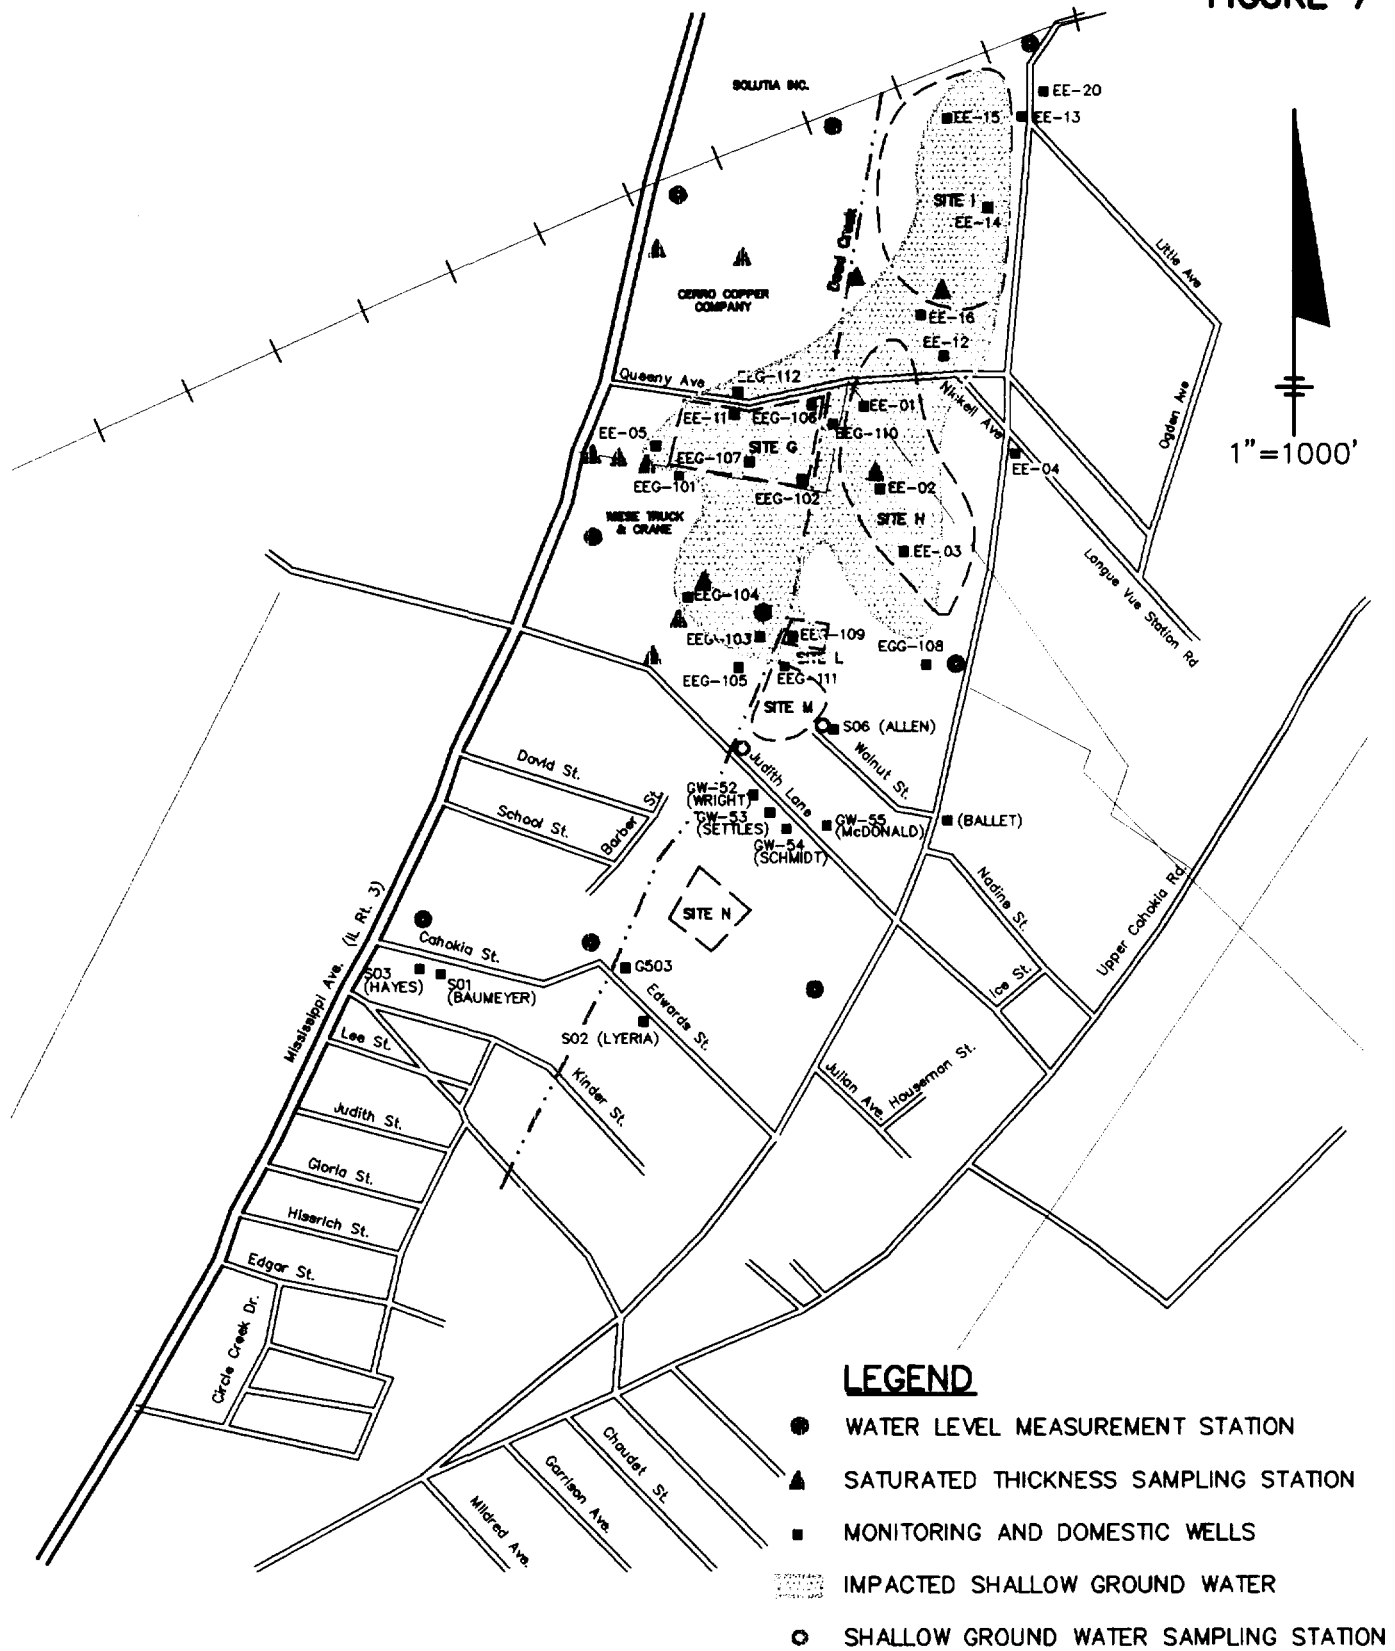 FIGURE 7
SOLUTIA INC.
EE-20
EE-15
EE-13
SITE I
EE-14
Dead Creek
Little Ave
CERRO COPPER
COMPANY
EE-16
EE-12
Queeny Ave
EEG-112
Nickell Ave
Ogden Ave
1"=1000'
EE-11
EEG-106
EE-01
EEG-110
EE-05
SITE G
EEG-107
EE-04
EEG-101
EEG-102
EE-02
WIESE TRUCK
& CRANE
SITE H
EE-03
Longue Vue Station Rd
EEG-104
EEG-103
EEG-109
EGG-108
SITE L
EEG-105
EEG-111
SITE M
S06 (ALLEN)
Walnut St.
David St.
Judith Lane
GW-52
(WRIGHT)
School St.
Barber St.
GW-53
(SETTLES)
GW-55
(McDONALD)
(BALLET)
GW-54
(SCHMIDT)
Nadine St.
Upper Cahokia Rd.
SITE N
Mississippi Ave. (IL Rt. 3)
Cahokia St.
S03
(HAYES)
S01
(BAUMEYER)
G503
Ice St.
Edwards St.
S02 (LYERIA)
Lee St.
Kinder St.
Julian Ave.
Houseman St.
Judith St.
Gloria St.
Hissrich St.
Edgar St.
Circle Creek Dr.
Chaudet St.
Garrison Ave.
Mildred Ave.
LEGEND
WATER LEVEL MEASUREMENT STATION
SATURATED THICKNESS SAMPLING STATION
MONITORING AND DOMESTIC WELLS
IMPACTED SHALLOW GROUND WATER
SHALLOW GROUND WATER SAMPLING STATION